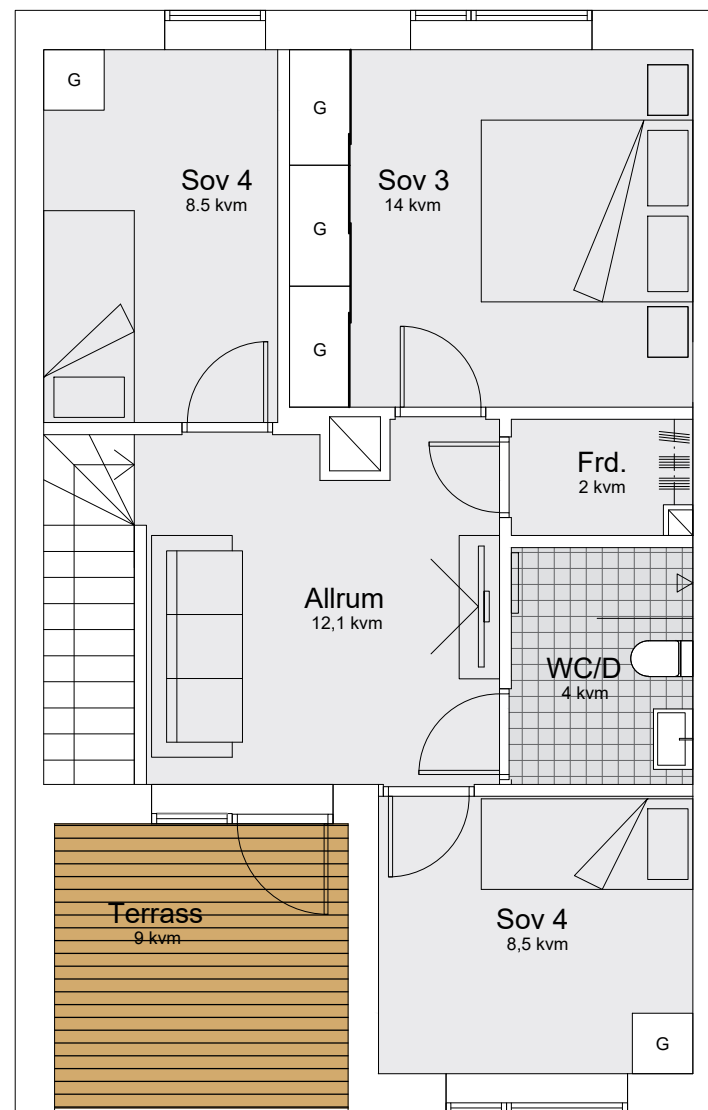 G
G
Sov 4
8.5 kvm
Sov 3
14 kvm
G
G
Frd.
2 kvm
Allrum
12,1 kvm
WC/D
4 kvm
Terrass
9 kvm
Sov 4
8,5 kvm
G